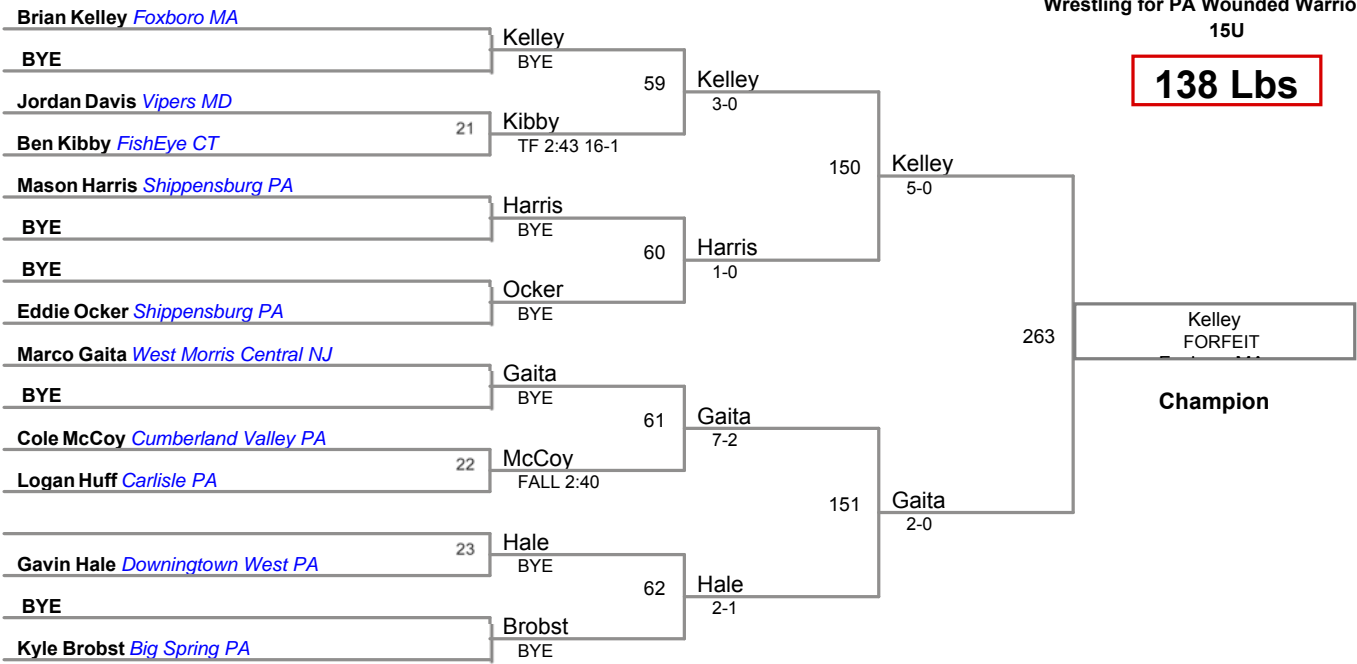 Wrestling for PA Wounded Warrio
15U
138 Lbs
Brian Kelley Foxboro MA
BYE
Jordan Davis Vipers MD
21
Ben Kibby FishEye CT
Mason Harris Shippensburg PA
BYE
BYE
Eddie Ocker Shippensburg PA
Marco Gaita West Morris Central NJ
BYE
Cole McCoy Cumberland Valley PA
22
Logan Huff Carlisle PA
23
Gavin Hale Downingtown West PA
BYE
Kyle Brobst Big Spring PA
Kelley
BYE
59
Kibby
TF 2:43 16-1
Harris
BYE
60
Ocker
BYE
Gaita
BYE
61
McCoy
FALL 2:40
Hale
BYE
62
Brobst
BYE
Kelley
3-0
150
Harris
1-0
Gaita
7-2
151
Hale
2-1
Kelley
5-0
263
Gaita
2-0
Kelley
FORFEIT
Champion